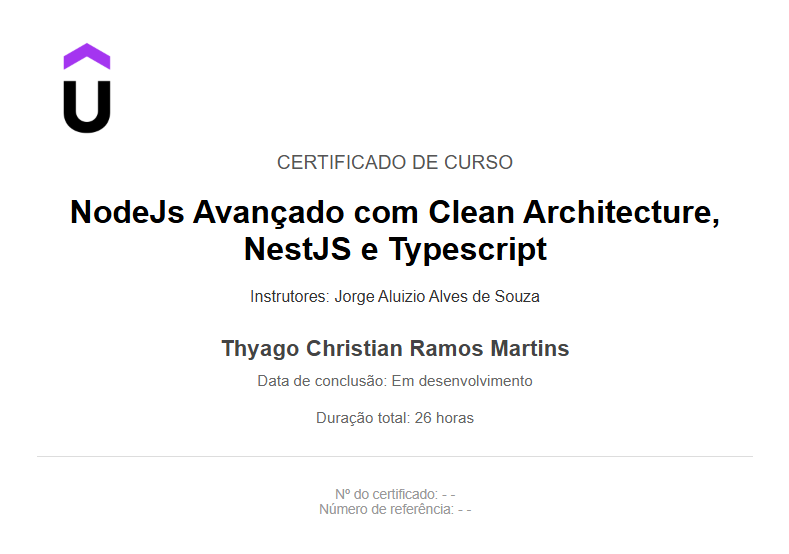 CERTIFICADO DE CURSO
NodeJs Avançado com Clean Architecture,
NestJS e Typescript
Instrutores: Jorge Aluizio Alves de Souza
Thyago Christian Ramos Martins
Data de conclusão: Em desenvolvimento
Duração total: 26 horas
Nº do certificado: - -
Número de referência: - -